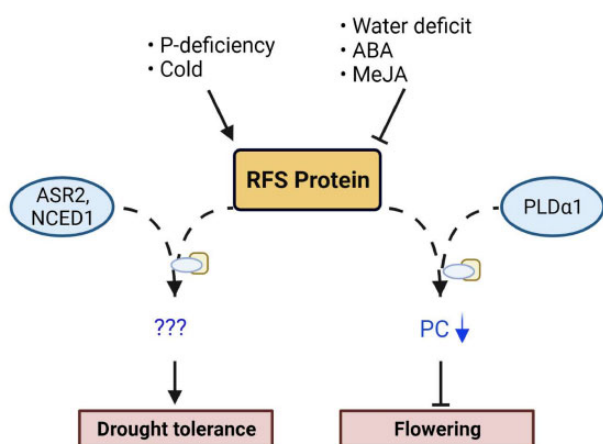 • P-deficiency
• Cold
• Water deficit
• ABA
• MeJA
RFS Protein
ASR2,
NCED1
PLDα1
???
PC
Drought tolerance
Flowering